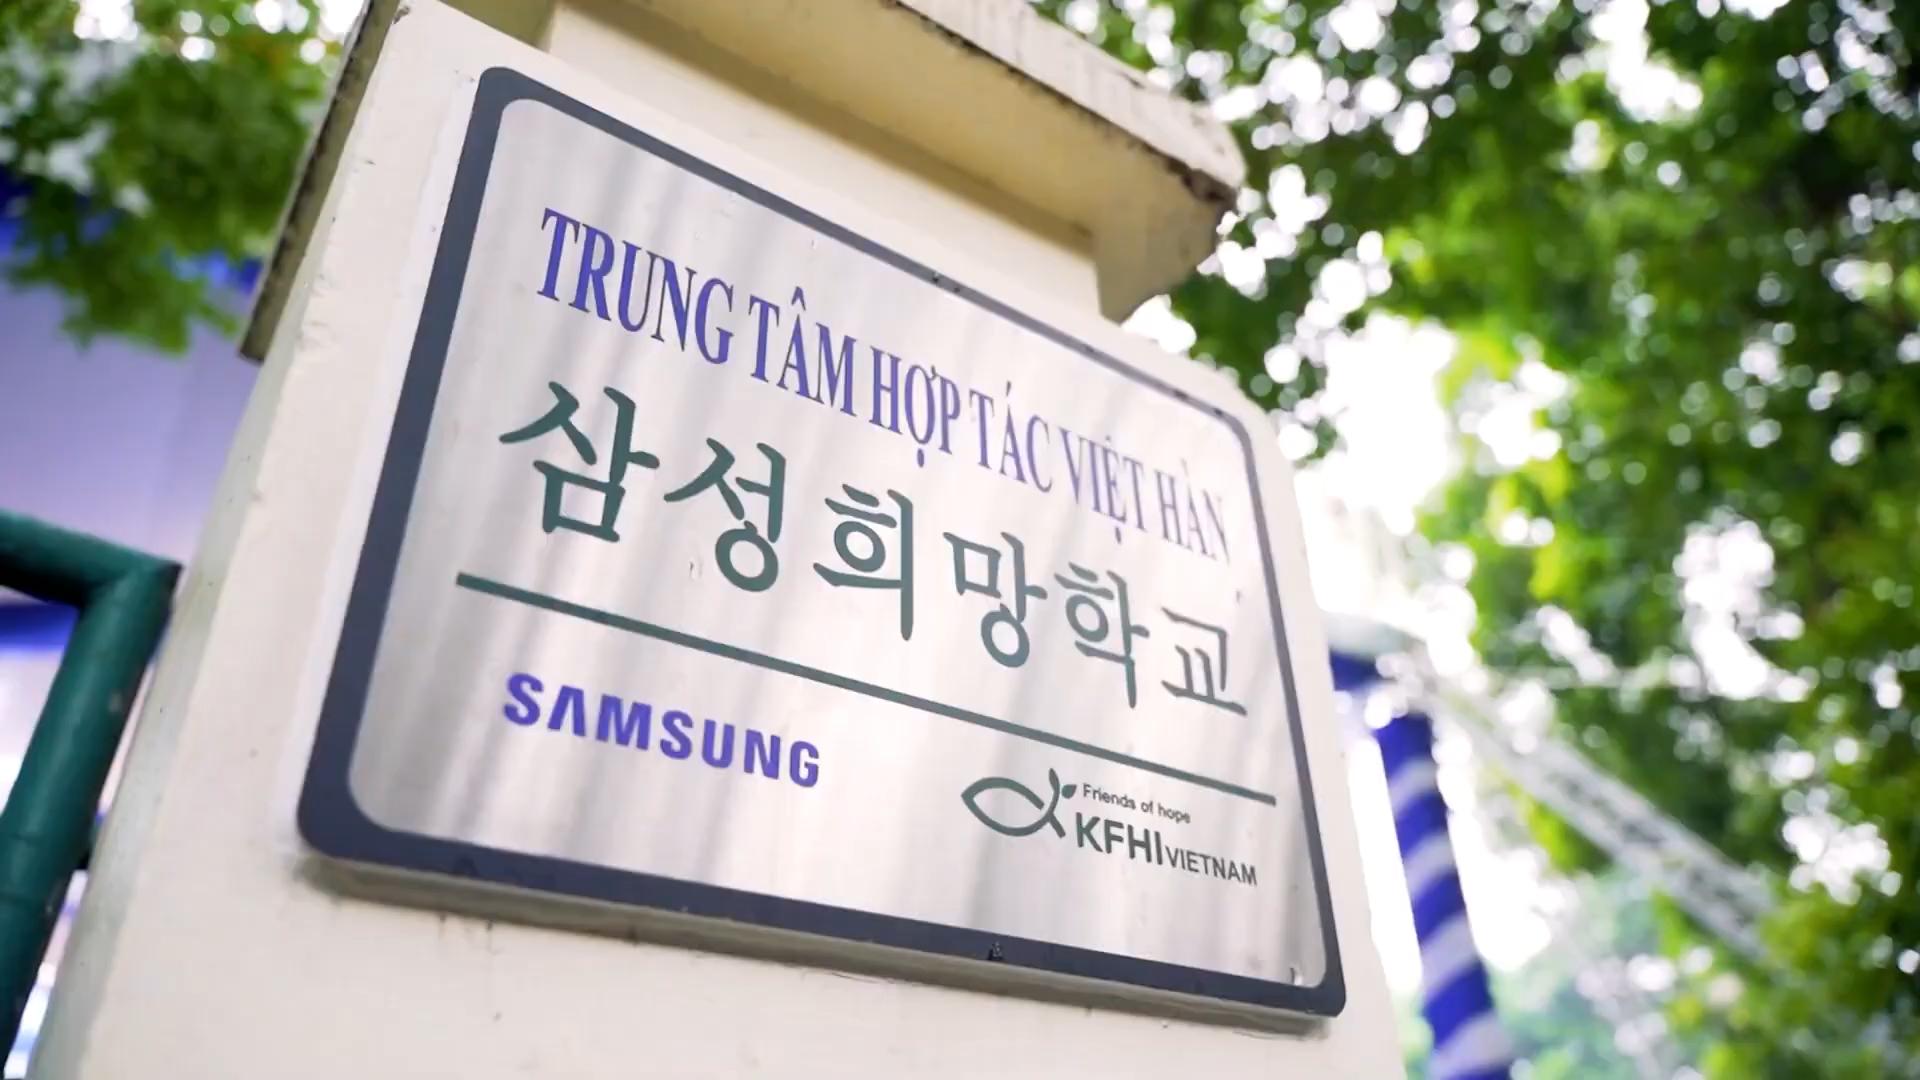 TRUNG TÂM HỢP TÁC VIỆT HÀN
삼성희망학교
SAMSUNG
Friends of hope
KFHI VIETNAM